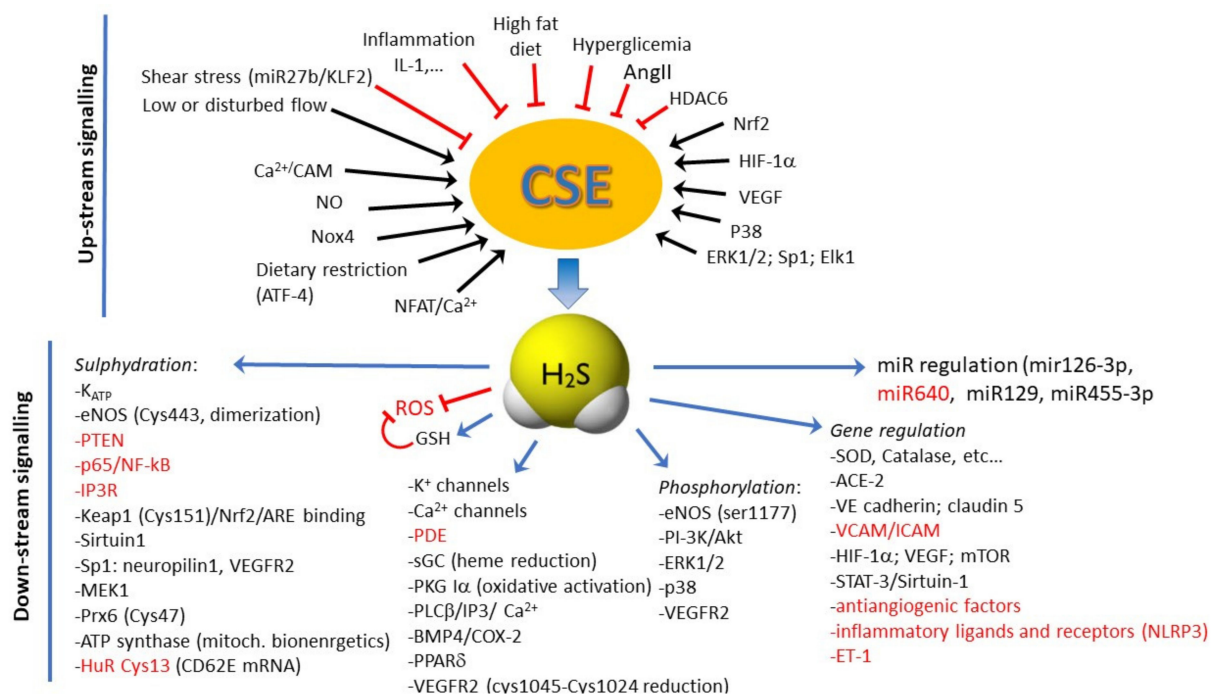 Up-stream signalling
Inflammation
IL-1,...
High fat
diet
Hyperglicemia
AngII
HDAC6
Shear stress (miR27b/KLF2)
Low or disturbed flow
Nrf2
HIF-1α
VEGF
P38
ERK1/2; Sp1; Elk1
Ca²⁺/CAM
NO
Nox4
Dietary restriction
(ATF-4)
NFAT/Ca²⁺
CSE
H₂S
Down-stream signalling
Sulphydration:
-K_ATP
-eNOS (Cys443, dimerization)
-PTEN
-p65/NF-kB
-IP3R
-Keap1 (Cys151)/Nrf2/ARE binding
-Sirtuin1
-Sp1: neuropilin1, VEGFR2
-MEK1
-Prx6 (Cys47)
-ATP synthase (mitoch. bionenrgetics)
-HuR Cys13 (CD62E mRNA)
ROS
GSH
-K⁺ channels
-Ca²⁺ channels
-PDE
-sGC (heme reduction)
-PKG Iα (oxidative activation)
-PLCβ/IP3/ Ca²⁺
-BMP4/COX-2
-PPARδ
-VEGFR2 (cys1045-Cys1024 reduction)
Phosphorylation:
-eNOS (ser1177)
-PI-3K/Akt
-ERK1/2
-p38
-VEGFR2
miR regulation (mir126-3p,
miR640, miR129, miR455-3p
Gene regulation
-SOD, Catalase, etc...
-ACE-2
-VE cadherin; claudin 5
-VCAM/ICAM
-HIF-1α; VEGF; mTOR
-STAT-3/Sirtuin-1
-antiangiogenic factors
-inflammatory ligands and receptors (NLRP3)
-ET-1